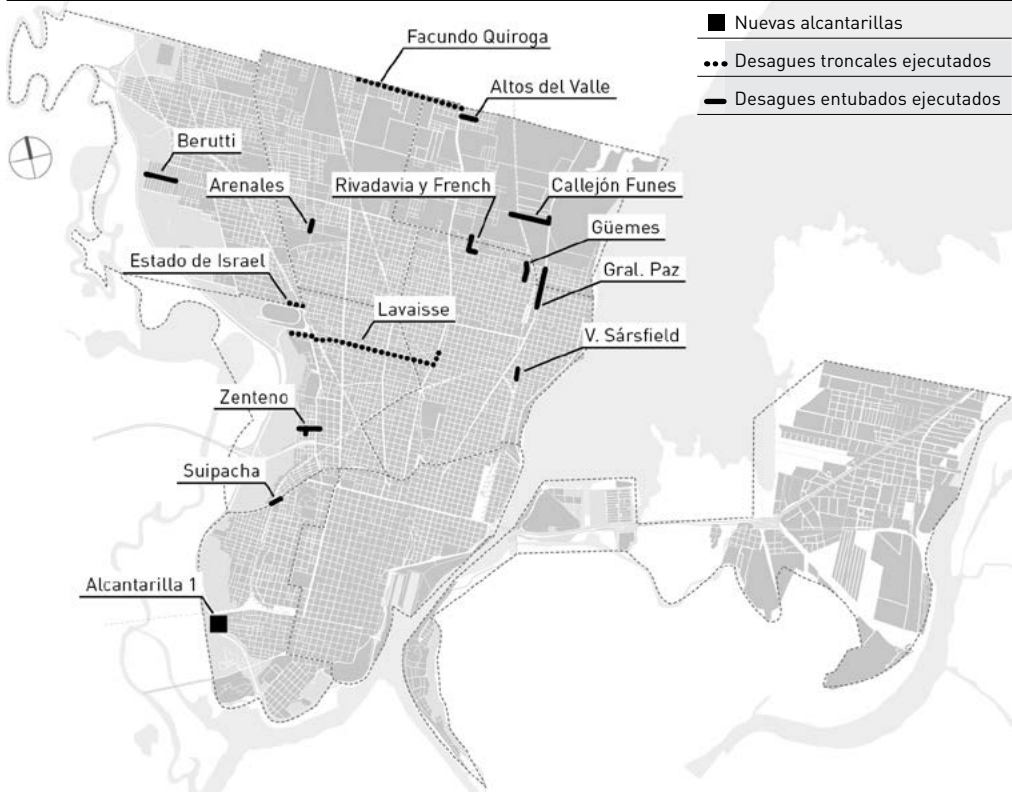 Nuevas alcantarillas
Desagues troncales ejecutados
Desagues entubados ejecutados
Facundo Quiroga
Altos del Valle
Berutti
Arenales
Rivadavia y French
Callejón Funes
Güemes
Estado de Israel
Gral. Paz
Lavaisse
V. Sársfield
Zenteno
Suipacha
Alcantarilla 1